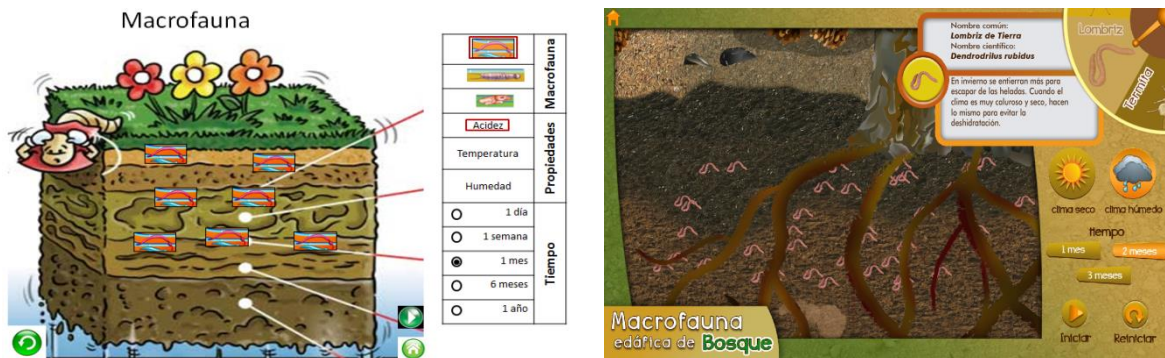 Macrofauna
Macrofauna
Acidez
Temperatura
Humedad
Propiedades
1 día
1 semana
1 mes
6 meses
1 año
Tiempo
Nombre común:
Lombriz de Tierra
Nombre científico:
Dendrodrilus rubidus
En invierno se entierran más para
escapar de las heladas. Cuando el
clima es muy caluroso y seco, hacen
lo mismo para evitar la
deshidratación.
Lombriz
Termita
clima seco
clima húmedo
tiempo
1 mes
2 meses
3 meses
Iniciar
Reiniciar
Macrofauna
edáfica de Bosque